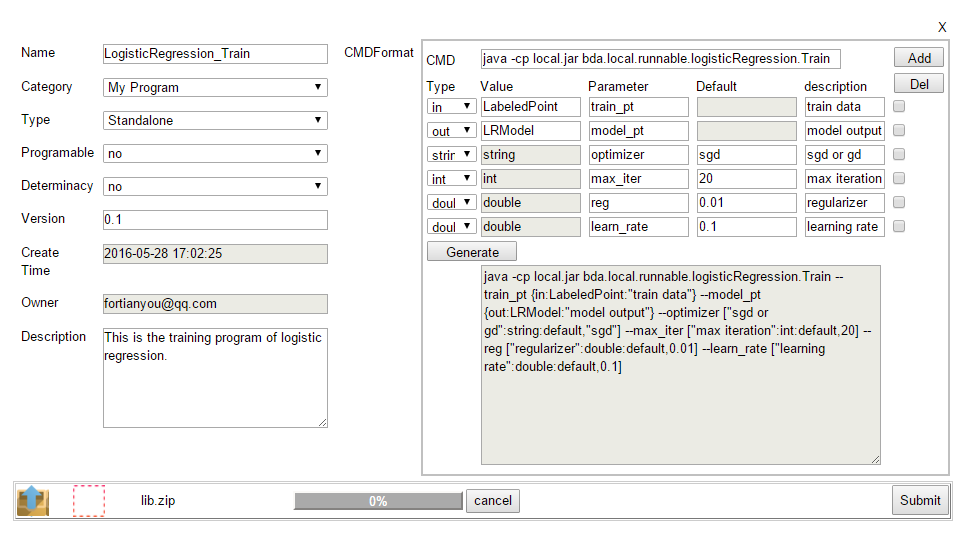 X
Name LogisticRegression_Train CMDFormat
Category My Program
Type Standalone
Programable no
Determinacy no
Version 0.1
Create
Time
2016-05-28 17:02:25
Owner fortianyou@qq.com
Description This is the training program of logistic
regression.
CMD java -cp local.jar bda.local.runnable.logisticRegression.Train Add
Del
Type Value Parameter Default description
in LabeledPoint train_pt train data
out LRModel model_pt model output
strir string optimizer sgd sgd or gd
int int max_iter 20 max iteration
doul double reg 0.01 regularizer
doul double learn_rate 0.1 learning rate
Generate
java -cp local.jar bda.local.runnable.logisticRegression.Train --
train_pt {in:LabeledPoint:"train data"} --model_pt
{out:LRModel:"model output"} --optimizer ["sgd or
gd":string:default,"sgd"] --max_iter ["max iteration":int:default,20] --
reg ["regularizer":double:default,0.01] --learn_rate ["learning
rate":double:default,0.1]
lib.zip 0% cancel Submit